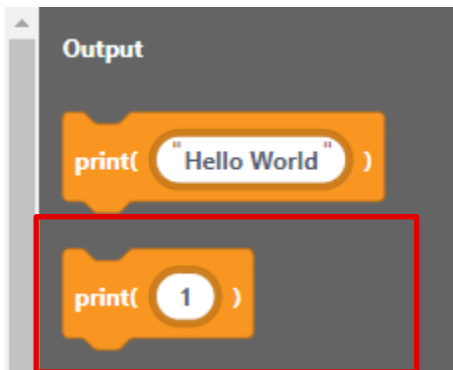 Output
print( "Hello World" )
print( 1 )